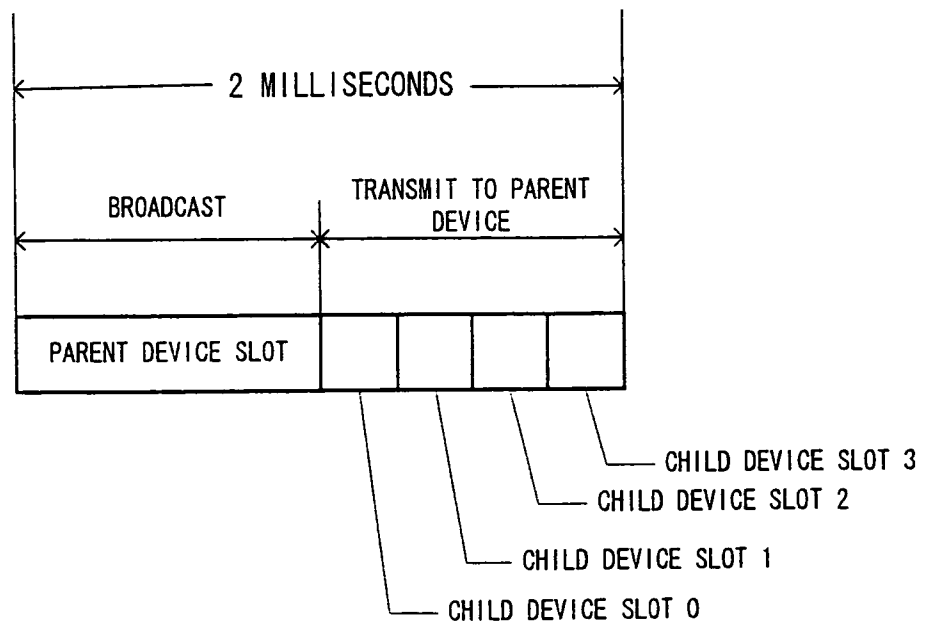 2 MILLISECONDS
BROADCAST
TRANSMIT TO PARENT
DEVICE
PARENT DEVICE SLOT
CHILD DEVICE SLOT 3
CHILD DEVICE SLOT 2
CHILD DEVICE SLOT 1
CHILD DEVICE SLOT 0